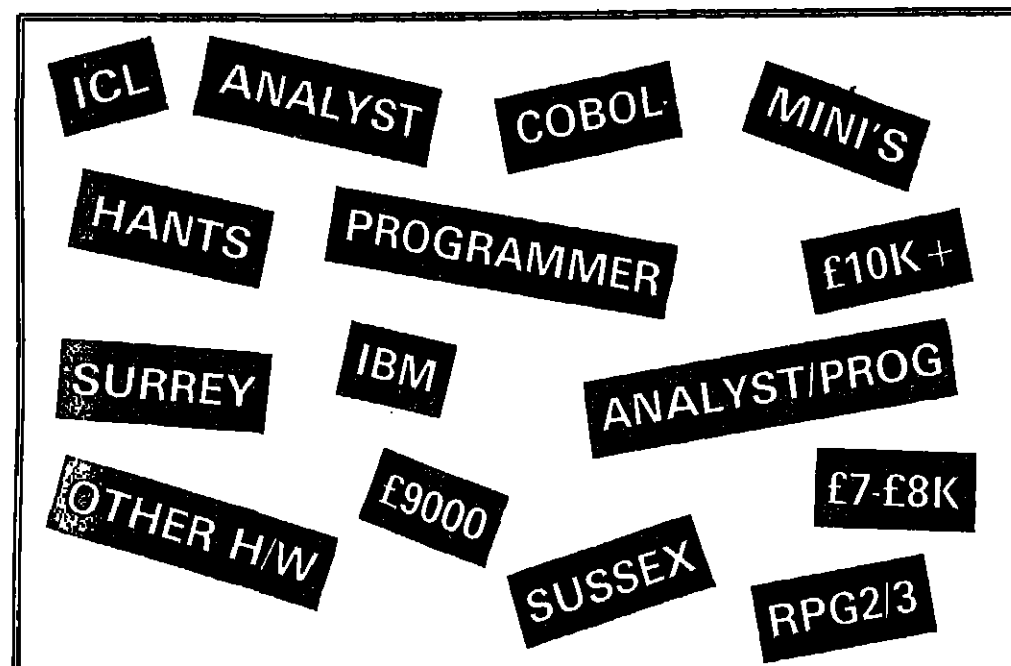 ICL
ANALYST
COBOL
MINI'S
HANTS
PROGRAMMER
£10K +
SURREY
IBM
ANALYST/PROG
OTHER H/W
£9000
£7-£8K
SUSSEX
RPG2/3